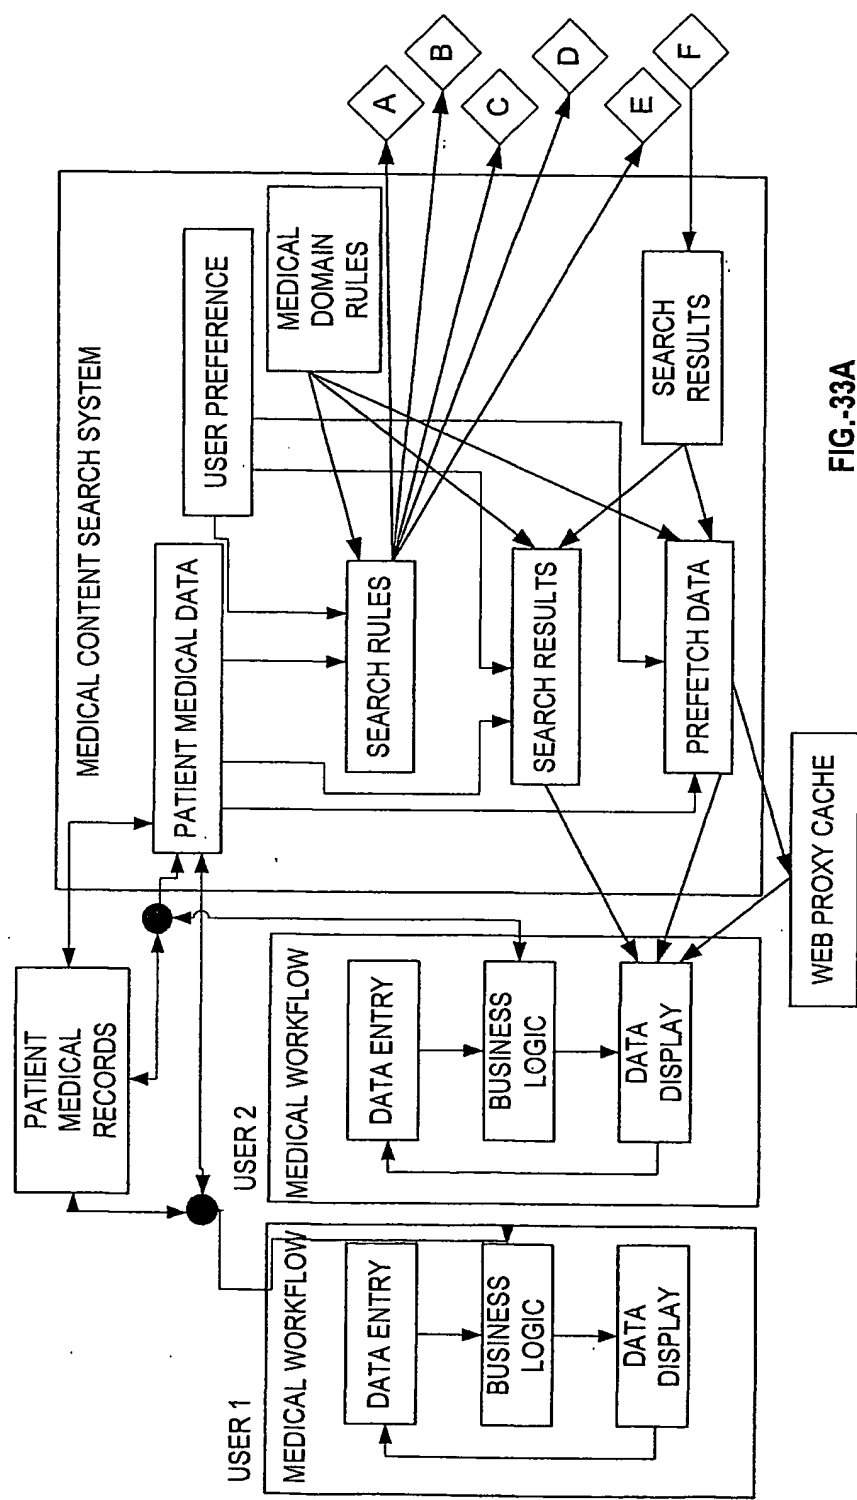 USER 1
MEDICAL WORKFLOW
DATA ENTRY
BUSINESS
LOGIC
DATA
DISPLAY
PATIENT
MEDICAL
RECORDS
USER 2
MEDICAL WORKFLOW
DATA ENTRY
BUSINESS
LOGIC
DATA
DISPLAY
WEB PROXY CACHE
MEDICAL CONTENT SEARCH SYSTEM
PATIENT MEDICAL DATA
USER PREFERENCE
MEDICAL
DOMAIN
RULES
SEARCH RULES
SEARCH RESULTS
PREFETCH DATA
SEARCH
RESULTS
A
B
C
D
E
F
FIG.-33A